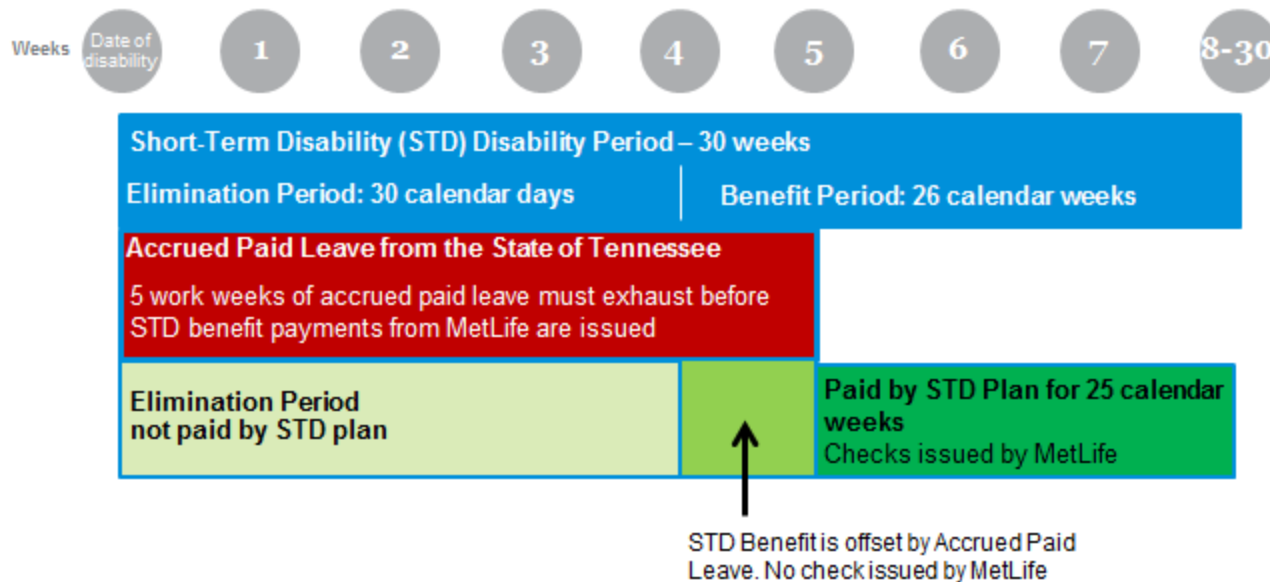 Weeks
Date of
disability
1
2
3
4
5
6
7
8-30
Short-Term Disability (STD) Disability Period – 30 weeks
Elimination Period: 30 calendar days
Benefit Period: 26 calendar weeks
Accrued Paid Leave from the State of Tennessee
5 work weeks of accrued paid leave must exhaust before
STD benefit payments from MetLife are issued
Elimination Period
not paid by STD plan
Paid by STD Plan for 25 calendar
weeks
Checks issued by MetLife
STD Benefit is offset by Accrued Paid
Leave. No check issued by MetLife